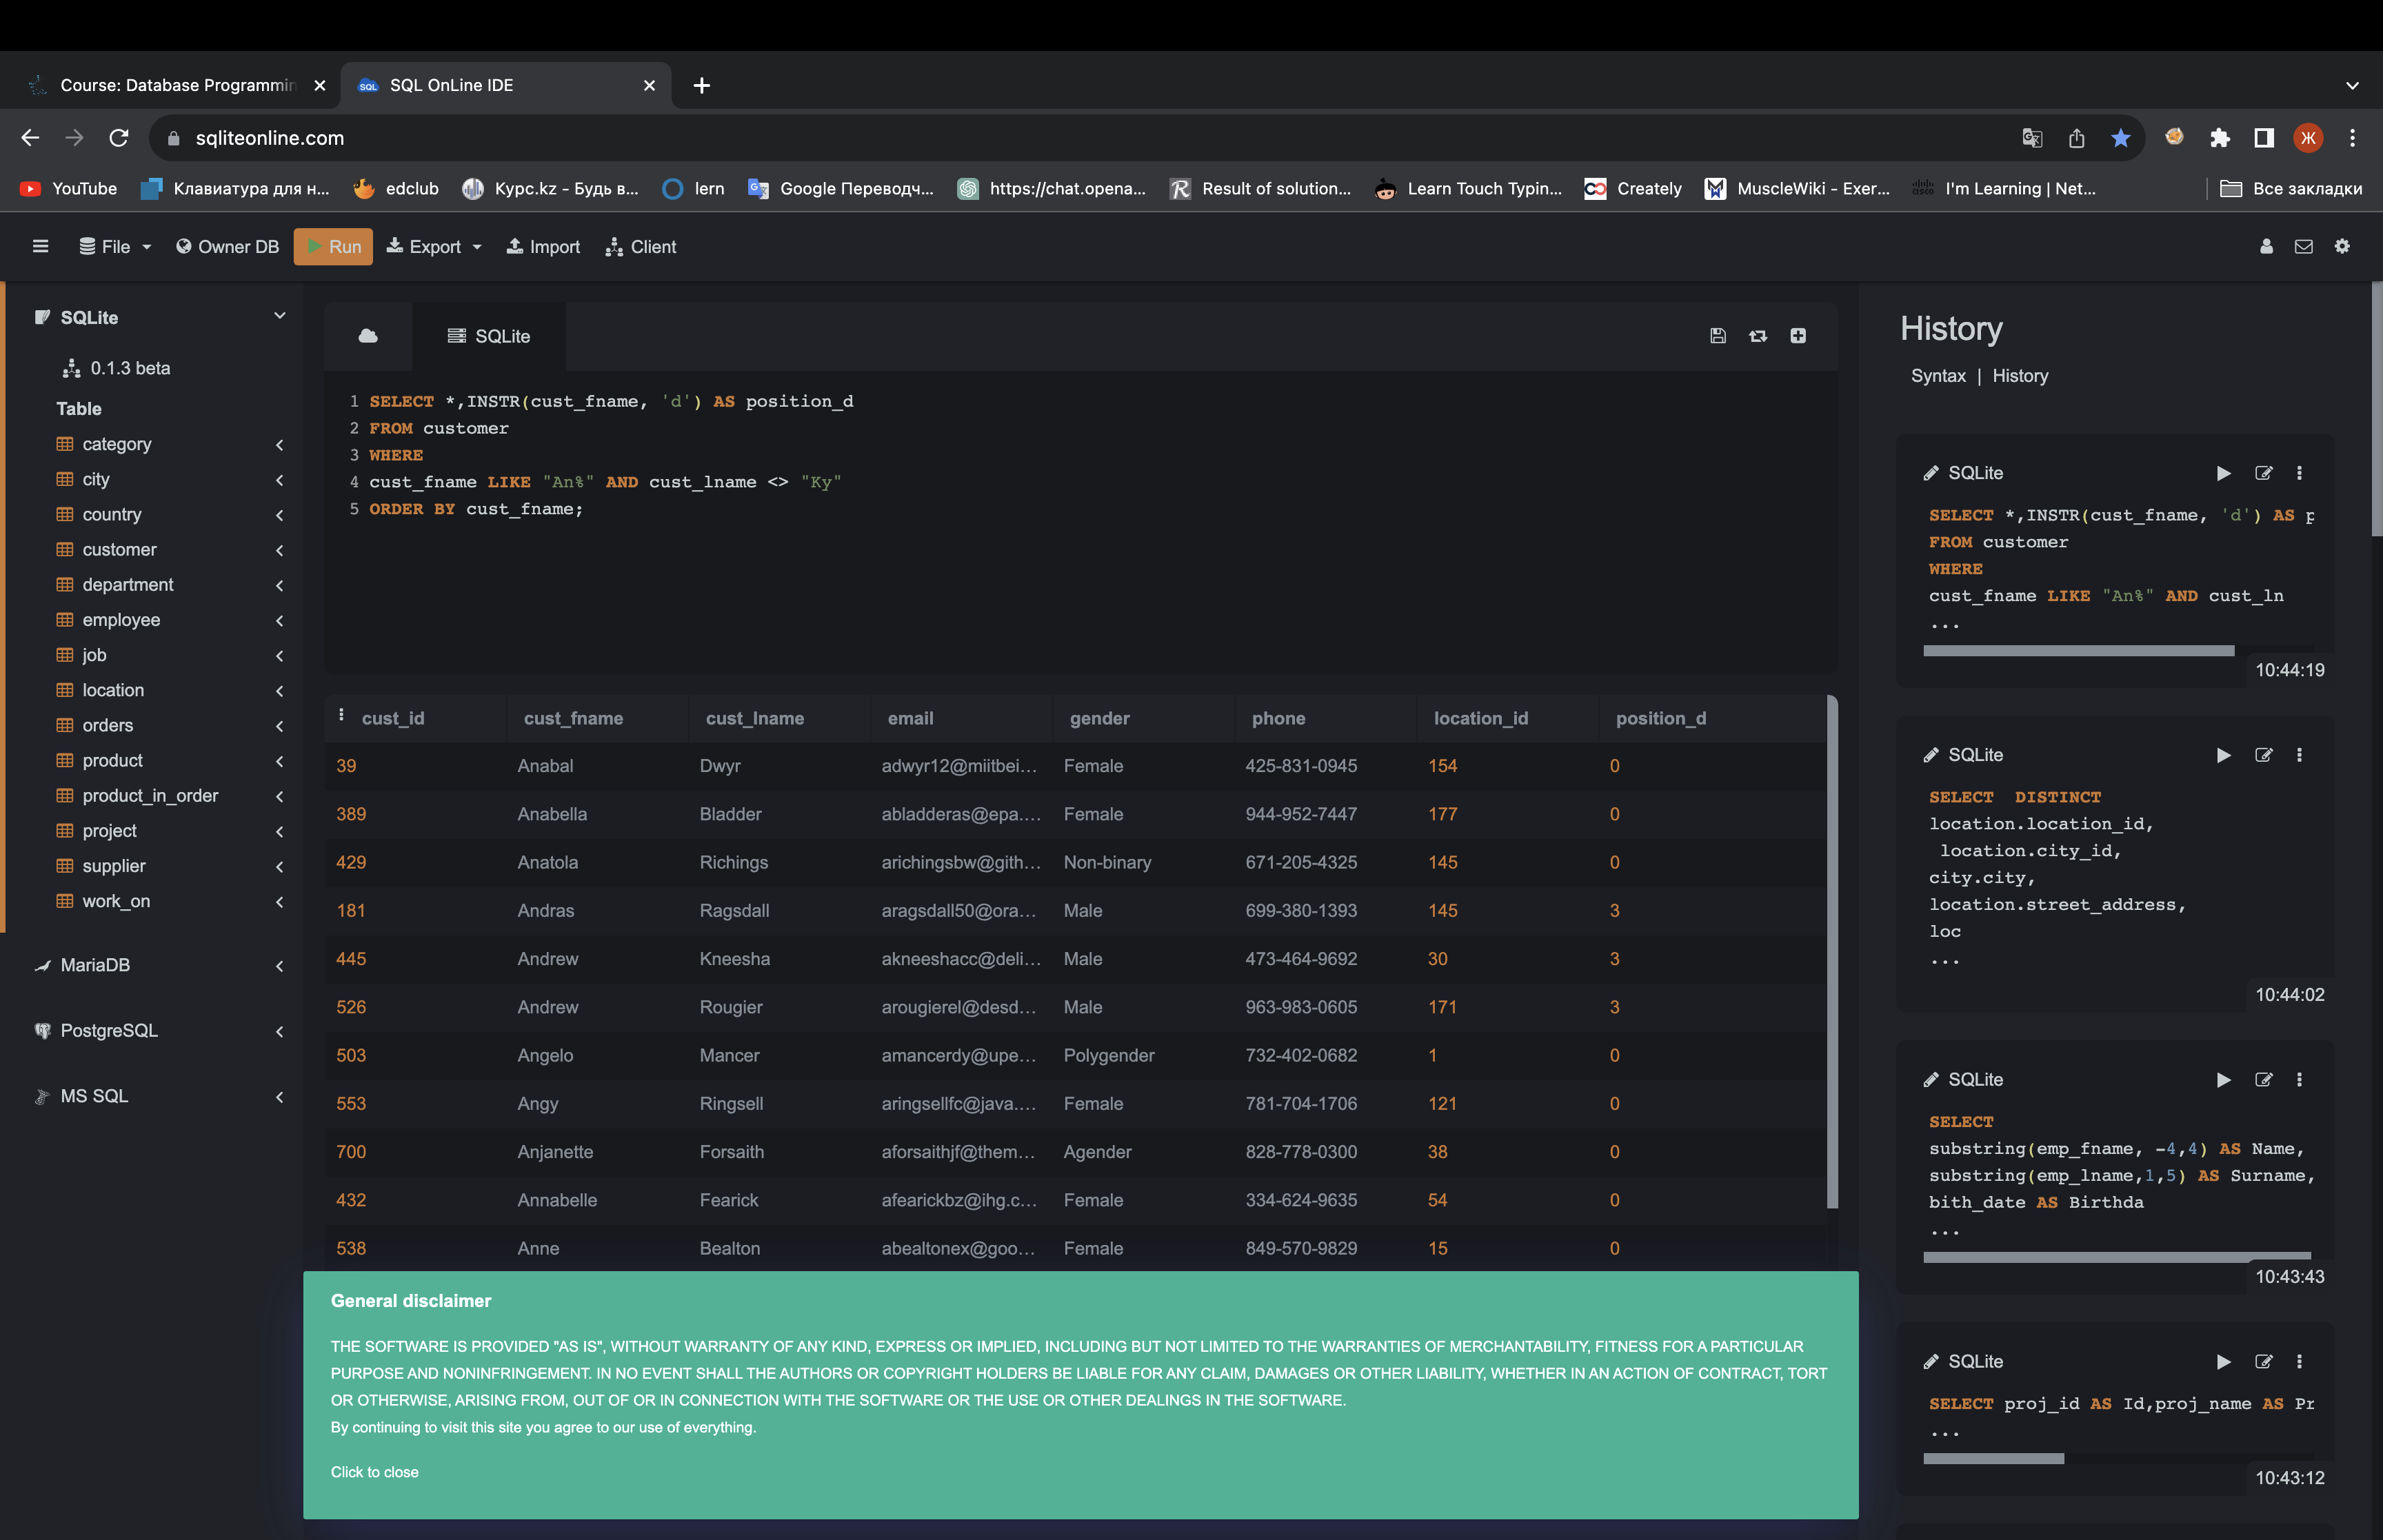 Course: Database Programmin
SQL OnLine IDE
sqliteonline.com
YouTube
Клавиатура для н...
edclub
Курс.kz - Будь в...
lern
Google Переводч...
https://chat.opena...
Result of solution...
Learn Touch Typin...
Creately
MuscleWiki - Exer...
I'm Learning | Net...
Все закладки
File
Owner DB
Run
Export
Import
Client
Ж
SQLite
0.1.3 beta
Table
category
city
country
customer
department
employee
job
location
orders
product
product_in_order
project
supplier
work_on
MariaDB
PostgreSQL
MS SQL
SQLite
1 SELECT *,INSTR(cust_fname, 'd') AS position_d
2 FROM customer
3 WHERE
4 cust_fname LIKE "An%" AND cust_lname <> "Ky"
5 ORDER BY cust_fname;
cust_id cust_fname cust_lname email gender phone location_id position_d
39 Anabal Dwyr adwyr12@miitbei... Female 425-831-0945 154 0
389 Anabella Bladder abladderas@epa.... Female 944-952-7447 177 0
429 Anatola Richings arichingsbw@gith... Non-binary 671-205-4325 145 0
181 Andras Ragsdall aragsdall50@ora... Male 699-380-1393 145 3
445 Andrew Kneesha akneeshacc@deli... Male 473-464-9692 30 3
526 Andrew Rougier arougierel@desd... Male 963-983-0605 171 3
503 Angelo Mancer amancerdy@upe... Polygender 732-402-0682 1 0
553 Angy Ringsell aringsellfc@java.... Female 781-704-1706 121 0
700 Anjanette Forsaith aforsaithjf@them... Agender 828-778-0300 38 0
432 Annabelle Fearick afearickbz@ihg.c... Female 334-624-9635 54 0
538 Anne Bealton abealtonex@goo... Female 849-570-9829 15 0
General disclaimer
THE SOFTWARE IS PROVIDED "AS IS", WITHOUT WARRANTY OF ANY KIND, EXPRESS OR IMPLIED, INCLUDING BUT NOT LIMITED TO THE WARRANTIES OF MERCHANTABILITY, FITNESS FOR A PARTICULAR
PURPOSE AND NONINFRINGEMENT. IN NO EVENT SHALL THE AUTHORS OR COPYRIGHT HOLDERS BE LIABLE FOR ANY CLAIM, DAMAGES OR OTHER LIABILITY, WHETHER IN AN ACTION OF CONTRACT, TORT
OR OTHERWISE, ARISING FROM, OUT OF OR IN CONNECTION WITH THE SOFTWARE OR THE USE OR OTHER DEALINGS IN THE SOFTWARE.
By continuing to visit this site you agree to our use of everything.
Click to close
History
Syntax | History
SQLite
SELECT *,INSTR(cust_fname, 'd') AS p
FROM customer
WHERE
cust_fname LIKE "An%" AND cust_ln
...
10:44:19
SQLite
SELECT DISTINCT
location.location_id,
location.city_id,
city.city,
location.street_address,
loc
...
10:44:02
SQLite
SELECT
substring(emp_fname, -4,4) AS Name,
substring(emp_lname,1,5) AS Surname,
bith_date AS Birthda
...
10:43:43
SQLite
SELECT proj_id AS Id,proj_name AS Pr
...
10:43:12